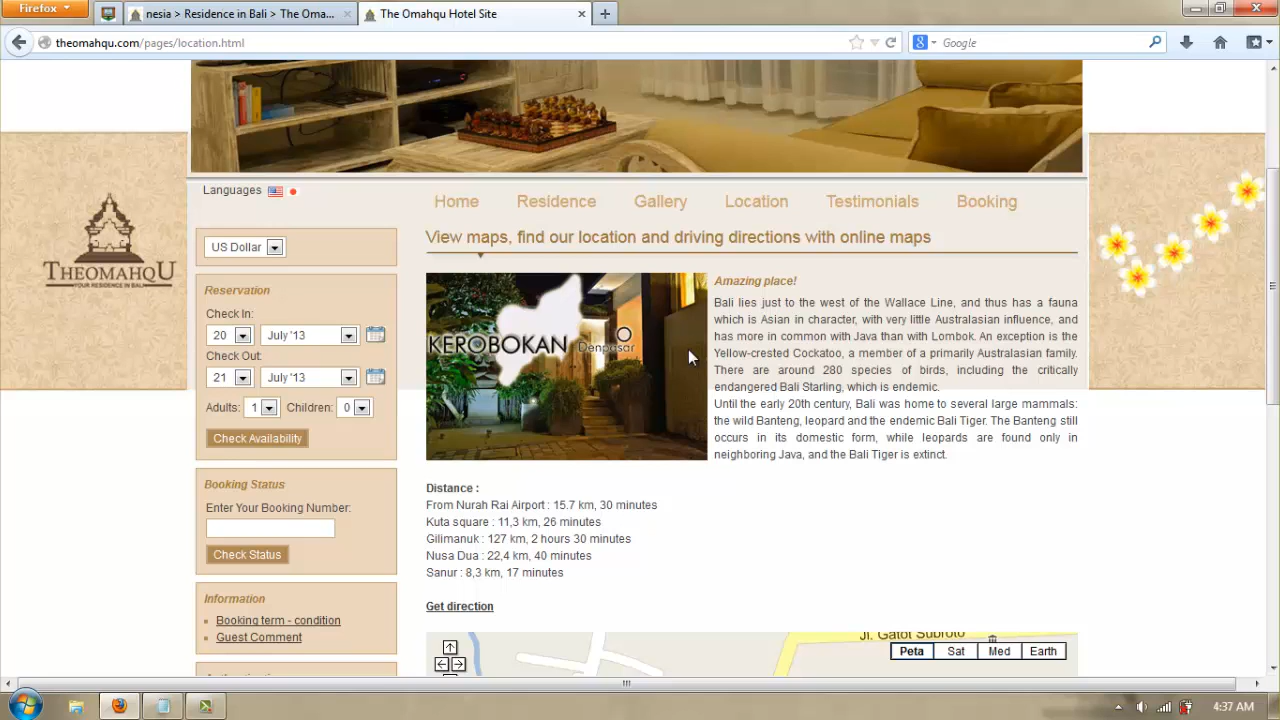 Firefox
nesia > Residence in Bali > The Oma...
The Omahqu Hotel Site
theomahqu.com/pages/location.html
Google
Languages
Home
Residence
Gallery
Location
Testimonials
Booking
View maps, find our location and driving directions with online maps
THEOMAHQU
YOUR RESIDENCE IN BALI
US Dollar
Reservation
Check In:
20
July '13
Check Out:
21
July '13
Adults: 1 Children: 0
Check Availability
Booking Status
Enter Your Booking Number:
Check Status
Information
Booking term - condition
Guest Comment
KEROBOKAN
Denpasar
Amazing place!
Bali lies just to the west of the Wallace Line, and thus has a fauna
which is Asian in character, with very little Australasian influence, and
has more in common with Java than with Lombok. An exception is the
Yellow-crested Cockatoo, a member of a primarily Australasian family.
There are around 280 species of birds, including the critically
endangered Bali Starling, which is endemic.
Until the early 20th century, Bali was home to several large mammals:
the wild Banteng, leopard and the endemic Bali Tiger. The Banteng still
occurs in its domestic form, while leopards are found only in
neighboring Java, and the Bali Tiger is extinct.
Distance :
From Nurah Rai Airport : 15.7 km, 30 minutes
Kuta square : 11,3 km, 26 minutes
Gilimanuk : 127 km, 2 hours 30 minutes
Nusa Dua : 22,4 km, 40 minutes
Sanur : 8,3 km, 17 minutes
Get direction
Jl. Gatot Subroto
Peta
Sat
Med
Earth
4:37 AM